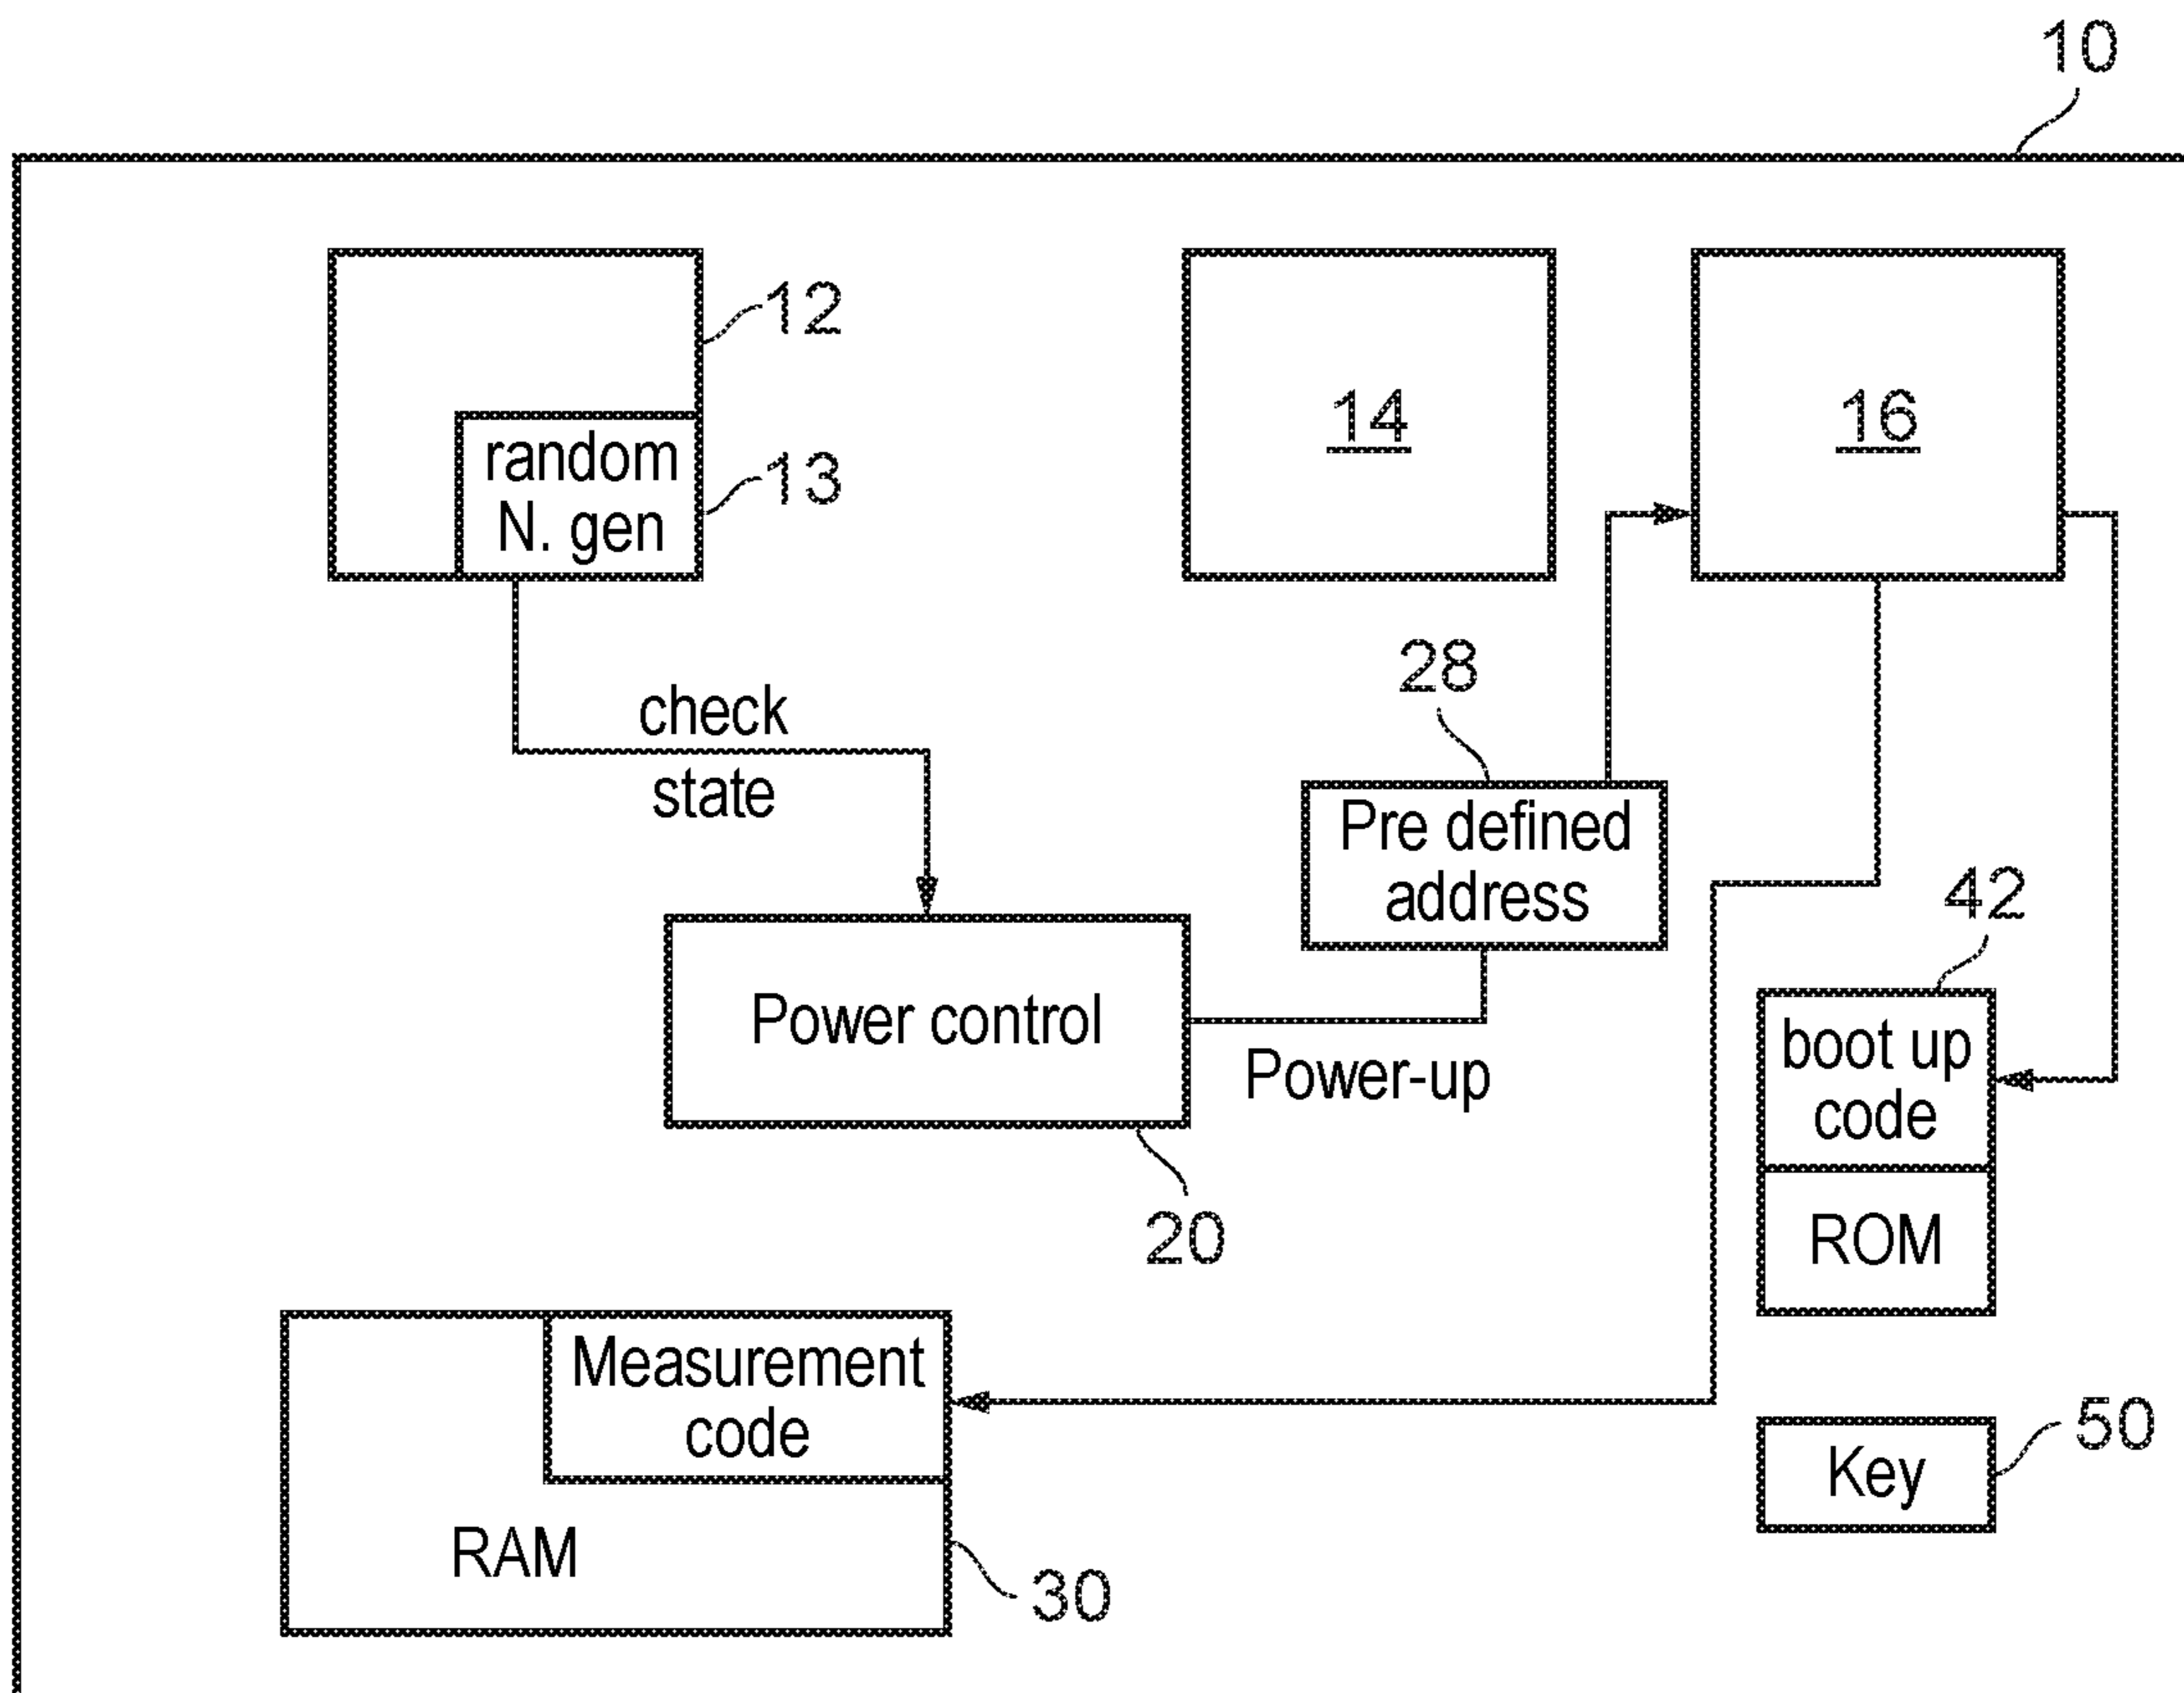 10
12
14
16
random
N. gen
13
check
state
28
Pre defined
address
42
Power control
Power-up
boot up
code
ROM
20
Measurement
code
RAM
30
Key
50